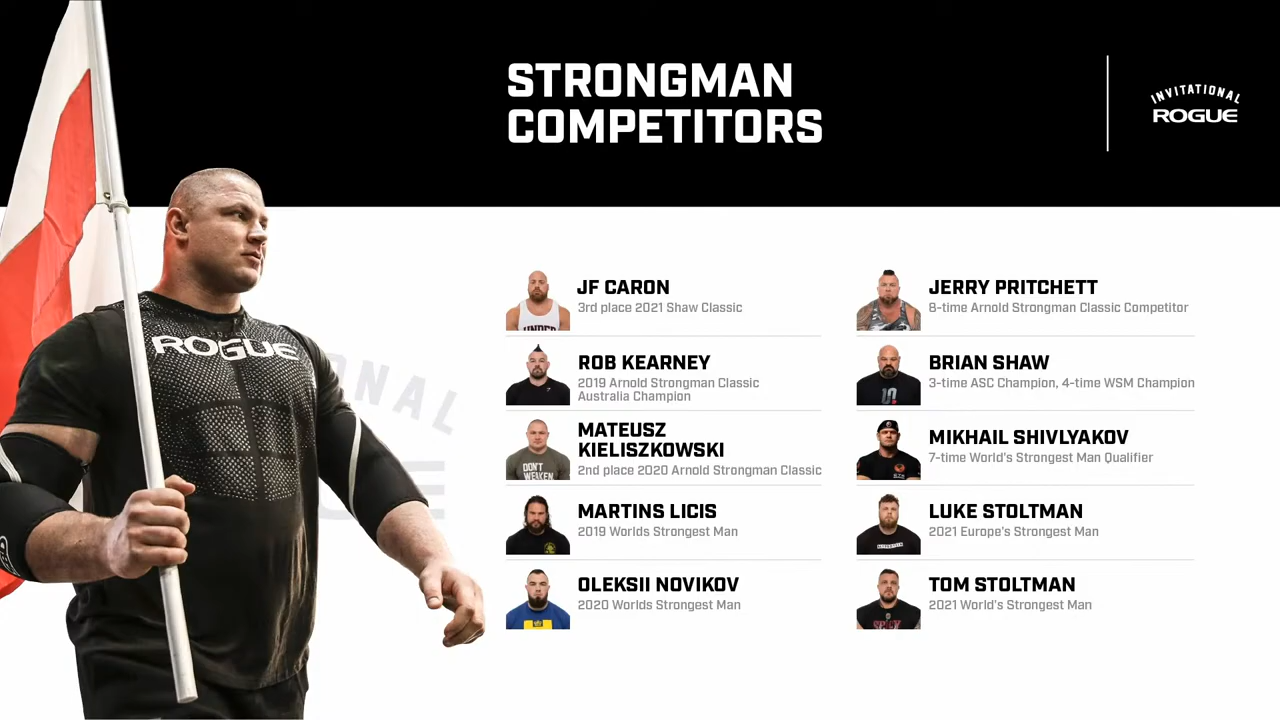 STRONGMAN
COMPETITORS
INVITATIONAL
ROGUE
ROGUE
JF CARON
3rd place 2021 Shaw Classic
ROB KEARNEY
2019 Arnold Strongman Classic
Australia Champion
MATEUSZ
KIELISZKOWSKI
2nd place 2020 Arnold Strongman Classic
DON'T
WEAKEN
MARTINS LICIS
2019 Worlds Strongest Man
OLEKSII NOVIKOV
2020 Worlds Strongest Man
JERRY PRITCHETT
8-time Arnold Strongman Classic Competitor
BRIAN SHAW
3-time ASC Champion, 4-time WSM Champion
MIKHAIL SHIVLYAKOV
7-time World's Strongest Man Qualifier
LUKE STOLTMAN
2021 Europe's Strongest Man
TOM STOLTMAN
2021 World's Strongest Man